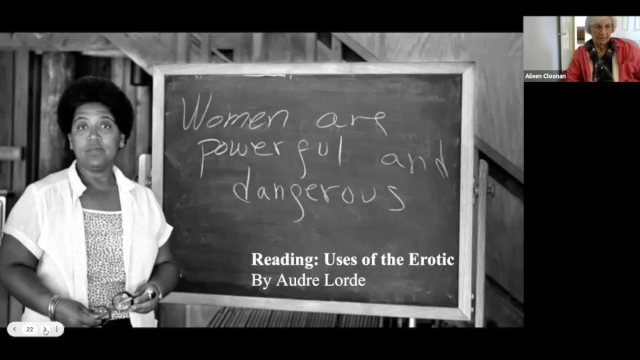 Women are
powerful and
dangerous
Reading: Uses of the Erotic
By Audre Lorde
22
Aileen Cloonan